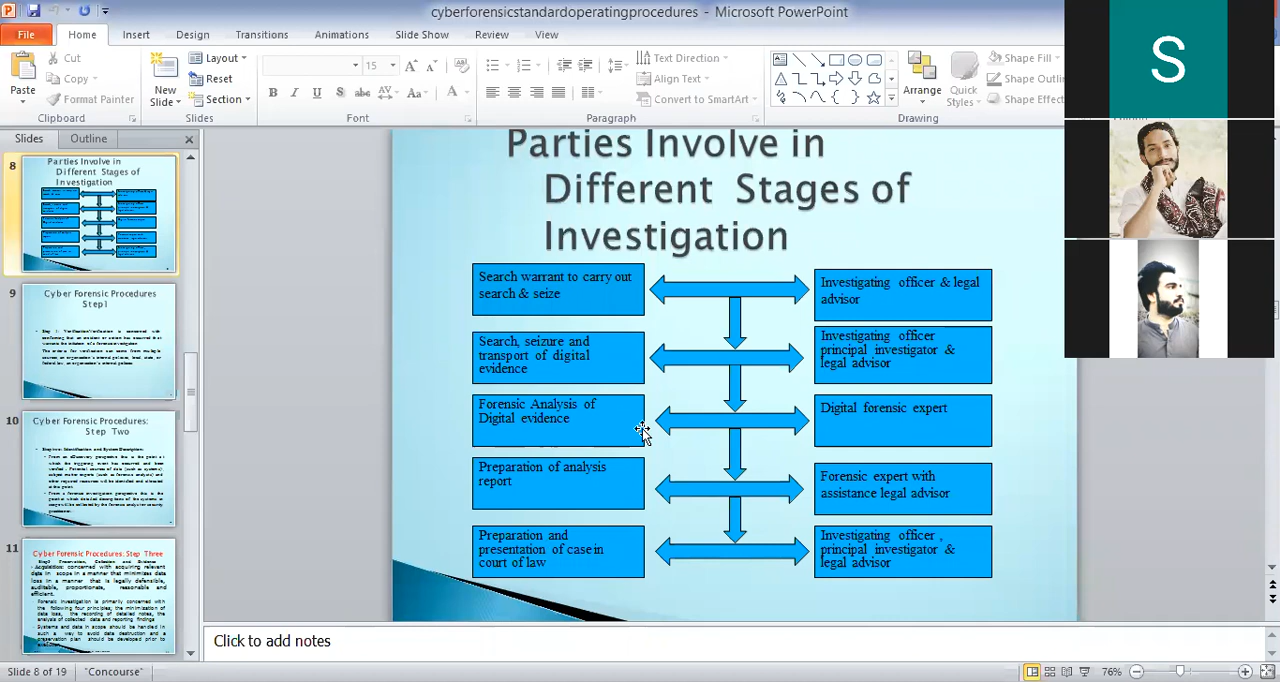 cyberforensicstandardoperatingprocedures - Microsoft PowerPoint
File Home Insert Design Transitions Animations Slide Show Review View
Paste
Cut
Copy
Format Painter
Clipboard
New
Slide
Layout
Reset
Section
Slides
15
Font
Paragraph
Text Direction
Align Text
Convert to SmartArt
Arrange
Quick
Styles
Shape Fill
Shape Outlin
Shape Effect
Drawing
S
Slides Outline
8
Parties Involve in
Different Stages of
Investigation
9
Cyber Forensic Procedures
Step1
10
Cyber Forensic Procedures:
Step Two
11
Cyber Forensic Procedures: Step Three
Parties Involve in
Different Stages of
Investigation
Search warrant to carry out
search & seize
Investigating officer & legal
advisor
Search, seizure and
transport of digital
evidence
Investigating officer
principal investigator &
legal advisor
Forensic Analysis of
Digital evidence
Digital forensic expert
Preparation of analysis
report
Forensic expert with
assistance legal advisor
Preparation and
presentation of case in
court of law
Investigating officer ,
principal investigator &
legal advisor
Click to add notes
Slide 8 of 19 "Concourse" 76%